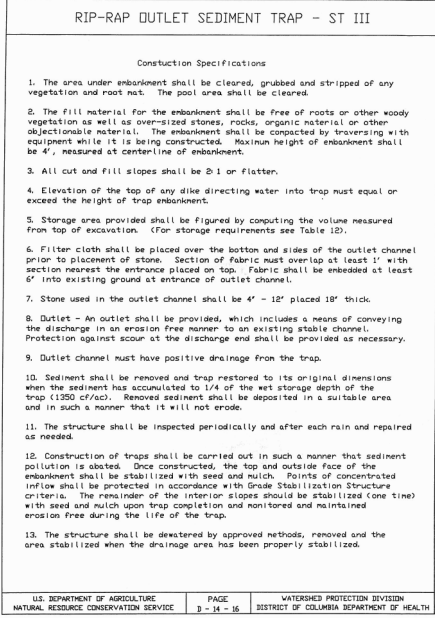 RIP-RAP OUTLET SEDIMENT TRAP - ST III
Constuction Specifications
1. The area under embankment shall be cleared, grubbed and stripped of any
vegetation and root mat. The pool area shall be cleared.
2. The fill material for the embankment shall be free of roots or other woody
vegetation as well as over-sized stones, rocks, organic material or other
objectionable material. The embankment shall be compacted by traversing with
equipment while it is being constructed. Maximum height of embankment shall
be 4', measured at centerline of embankment.
3. All cut and fill slopes shall be 2:1 or flatter.
4. Elevation of the top of any dike directing water into trap must equal or
exceed the height of trap embankment.
5. Storage area provided shall be figured by computing the volume measured
from top of excavation. (For storage requirements see Table 12).
6. Filter cloth shall be placed over the bottom and sides of the outlet channel
prior to placement of stone. Section of fabric must overlap at least 1' with
section nearest the entrance placed on top. Fabric shall be embedded at least
6" into existing ground at entrance of outlet channel.
7. Stone used in the outlet channel shall be 4" - 12" placed 18" thick.
8. Outlet - An outlet shall be provided, which includes a means of conveying
the discharge in an erosion free manner to an existing stable channel.
Protection against scour at the discharge end shall be provided as necessary.
9. Outlet channel must have positive drainage from the trap.
10. Sediment shall be removed and trap restored to its original dimensions
when the sediment has accumulated to 1/4 of the wet storage depth of the
trap (1350 cf/ac). Removed sediment shall be deposited in a suitable area
and in such a manner that it will not erode.
11. The structure shall be inspected periodically and after each rain and repaired
as needed.
12. Construction of traps shall be carried out in such a manner that sediment
pollution is abated. Once constructed, the top and outside face of the
embankment shall be stabilized with seed and mulch. Points of concentrated
inflow shall be protected in accordance with Grade Stabilization Structure
criteria. The remainder of the interior slopes should be stabilized (one time)
with seed and mulch upon trap completion and monitored and maintained
erosion free during the life of the trap.
13. The structure shall be dewatered by approved methods, removed and the
area stabilized when the drainage area has been properly stabilized.
U.S. DEPARTMENT OF AGRICULTURE
NATURAL RESOURCE CONSERVATION SERVICE
PAGE
D - 14 - 16
WATERSHED PROTECTION DIVISION
DISTRICT OF COLUMBIA DEPARTMENT OF HEALTH